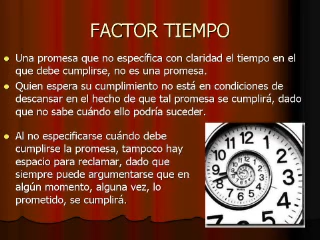 FACTOR TIEMPO
Una promesa que no específica con claridad el tiempo en el
que debe cumplirse, no es una promesa.
Quien espera su cumplimiento no está en condiciones de
descansar en el hecho de que tal promesa se cumplirá, dado
que no sabe cuándo ello podría suceder.
Al no especificarse cuándo debe
cumplirse la promesa, tampoco hay
espacio para reclamar, dado que
siempre puede argumentarse que en
algún momento, alguna vez, lo
prometido, se cumplirá.